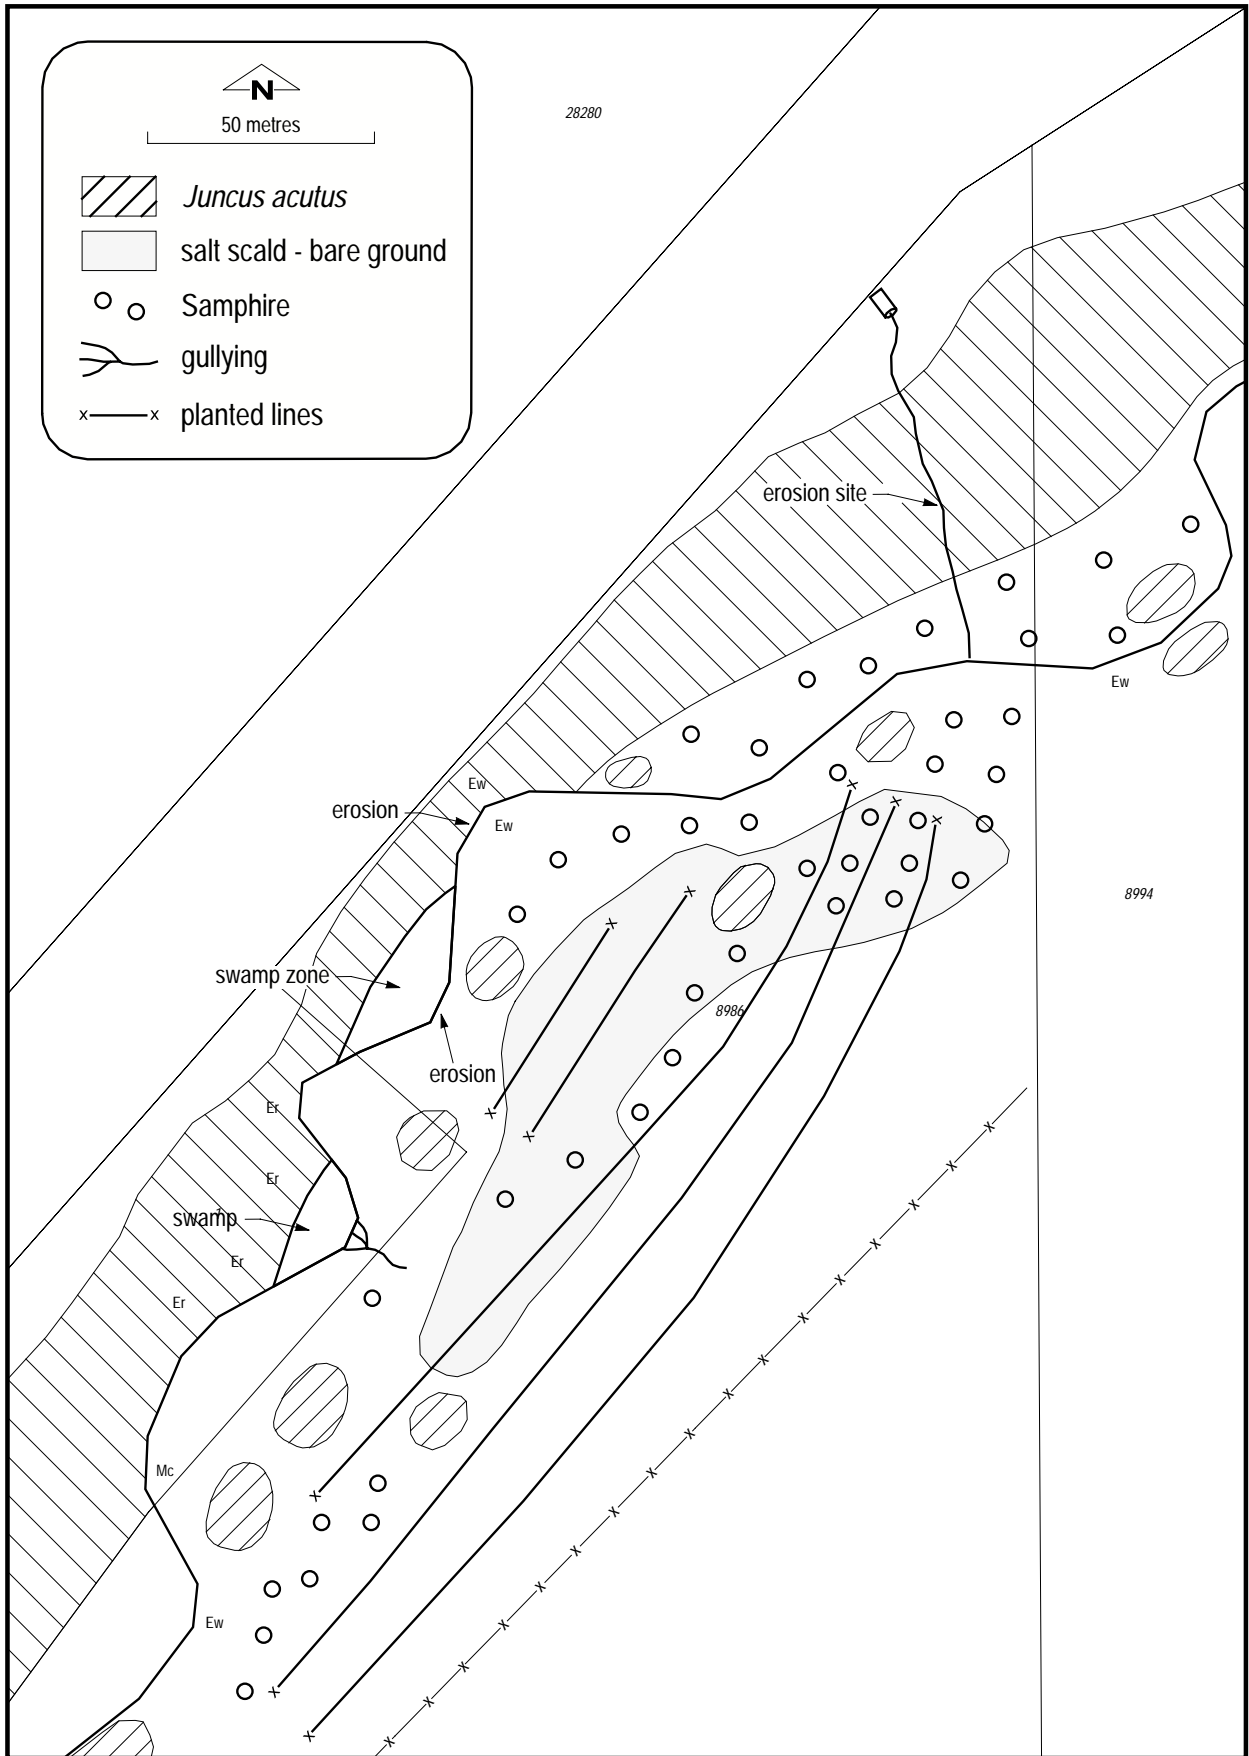 N
50 metres
Juncus acutus
salt scald - bare ground
Samphire
gullying
x x planted lines
28280
erosion site
Ew
Ew
erosion
Ew
8994
swamp zone
8986
erosion
Er
Er
swamp
Er
Er
Mc
Ew